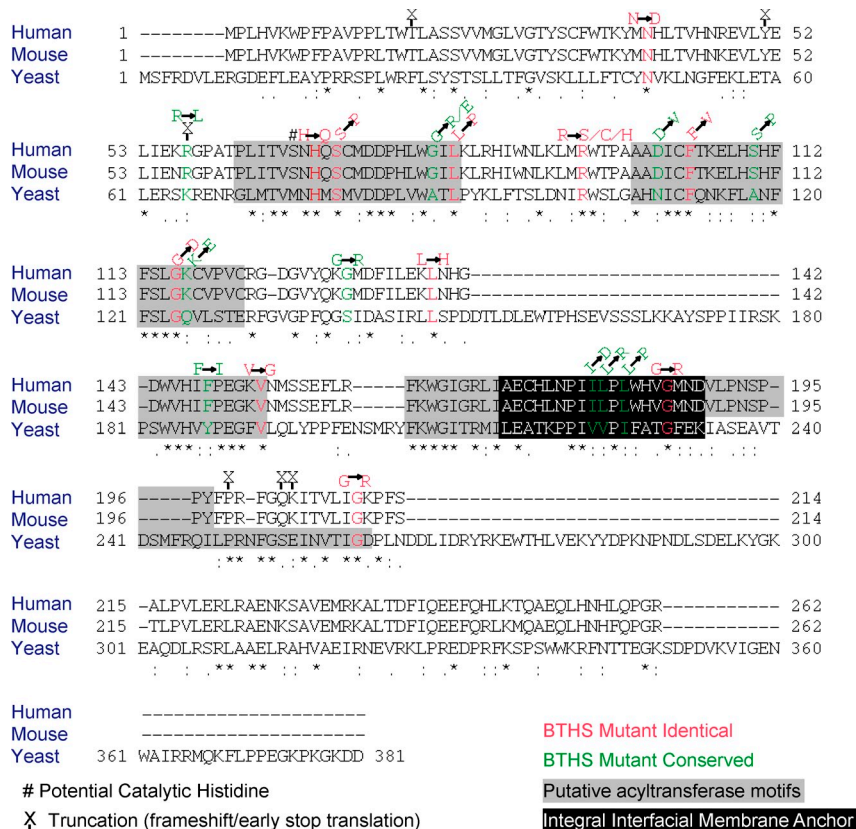 N→D
Human 1 --------MPLHVKWPFPAVPPLTWTLASSVVMGLVGTYSCFWTKYMNHLTVHNREVLYE 52
Mouse 1 --------MPLHVKWPFPAVPRLTWTLASSVVMGLVGTYSCFWTKYMNHLTVHNKEVLYE 52
Yeast 1 MSFRDVLERGDEFLEAYPRRSPLWRFLSYSTSLLTFGVSKLLLFTCYNVKLNGFEKLETA 60
R→L
#H→Q S→P G→R/E L→P R→S/C/H D→V F→V S→P
Human 53 LIEKRGPATPLITVSNHQSCMDDPHLWGILKLRHIWNLKLMRWTPAAADICFTKELHSHF 112
Mouse 53 LIENRGPATPLITVSNHQSCMDDPHLWGILKLRHIWNLKLMRWTPAAADICFTKELHSHF 112
Yeast 61 LERSKRENRGLMTVMNHMSMVDDPLVWATLPYKLFTSLDNIRWSLGAHNICFQNKFLANF 120
G→D K→E G→R L→H
Human 113 FSLGKCVPVCRG-DGVYQKGMDFILEKLNHG----------------------------- 142
Mouse 113 FSLGKCVPVCRG-DGVYQKGMDFILEKLNHG----------------------------- 142
Yeast 121 FSLGQVLSTERFGVGPFQGSIDASIRLLSPDDTLDLEWTPHSEVSSSLKKAYSPPIIRSK 180
F→I V→G I→D L→R L→P G→R
Human 143 -DWVHIFPEGKVNMSSEFLR-----FKWGIGRLIAECHLNPIILPLWHVGMNDVLPNSP- 195
Mouse 143 -DWVHIFPEGKVNMSSEFLR-----FKWGIGRLIAECHLNPIILPLWHVGMNDVLPNSP- 195
Yeast 181 PSWVHVYPEGFVLQLYPPFENSMRYFKWGITRMILEATKPPIVVPIFATGFEKIASEAVT 240
G→R
Human 196 -----PYFPR-FGQKITVLIGKPFS----------------------------------- 214
Mouse 196 -----PYFPR-FGQKITVLIGKPFS----------------------------------- 214
Yeast 241 DSMFRQILPRNFGSEINVTIGDPLNDDLIDRYRKEWTHLVEKYYDPKNPNDLSDELKYGK 300
Human 215 -ALPVLERLRAENKSAVEMRKALTDFIQEEFQHLKTQAEQLHNHLQPGR----------- 262
Mouse 215 -TLPVLERLRAENKSAVEMRKALTDFIQEEFQRLKMQAEQLHNHFQPGR----------- 262
Yeast 301 EAQDLRSRLAAELRAHVAEIRNEVRKLPREDPRFKSPSWWKRFNTTEGKSDPDVKVIGEN 360
Human ---------------------
Mouse ---------------------
Yeast 361 WAIRRMQKFLPPEGKPKGKDD 381
BTHS Mutant Identical
BTHS Mutant Conserved
# Potential Catalytic Histidine
Putative acyltransferase motifs
X Truncation (frameshift/early stop translation)
Integral Interfacial Membrane Anchor